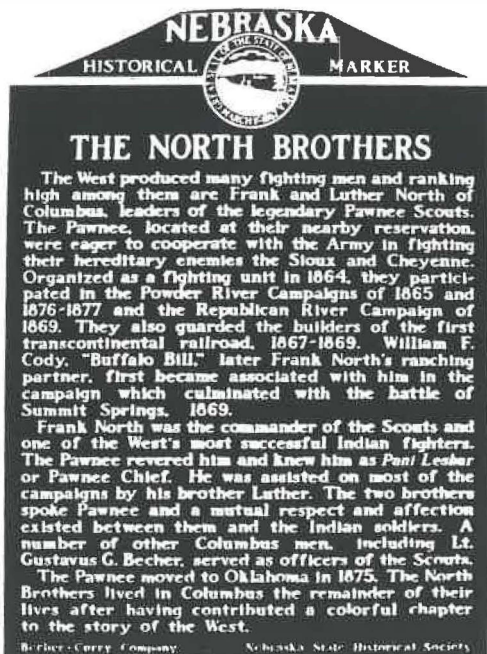 NEBRASKA
HISTORICAL MARKER
THE NORTH BROTHERS
The West produced many fighting men and ranking
high among them are Frank and Luther North of
Columbus, leaders of the legendary Pawnee Scouts.
The Pawnee, located at their nearby reservation,
were eager to cooperate with the Army in fighting
their hereditary enemies the Sioux and Cheyenne.
Organized as a fighting unit in 1864, they partici-
pated in the Powder River Campaigns of 1865 and
1876-1877 and the Republican River Campaign of
1869. They also guarded the builders of the first
transcontinental railroad, 1867-1869. William F.
Cody, "Buffalo Bill," later Frank North's ranching
partner, first became associated with him in the
campaign which culminated with the battle of
Summit Springs, 1869.
Frank North was the commander of the Scouts and
one of the West's most successful Indian fighters.
The Pawnee revered him and knew him as Pani Leshar
or Pawnee Chief. He was assisted on most of the
campaigns by his brother Luther. The two brothers
spoke Pawnee and a mutual respect and affection
existed between them and the Indian soldiers. A
number of other Columbus men, including Lt.
Gustavus G. Becher, served as officers of the Scouts.
The Pawnee moved to Oklahoma in 1875. The North
Brothers lived in Columbus the remainder of their
lives after having contributed a colorful chapter
to the story of the West.
Becher-Curry Company Nebraska State Historical Society